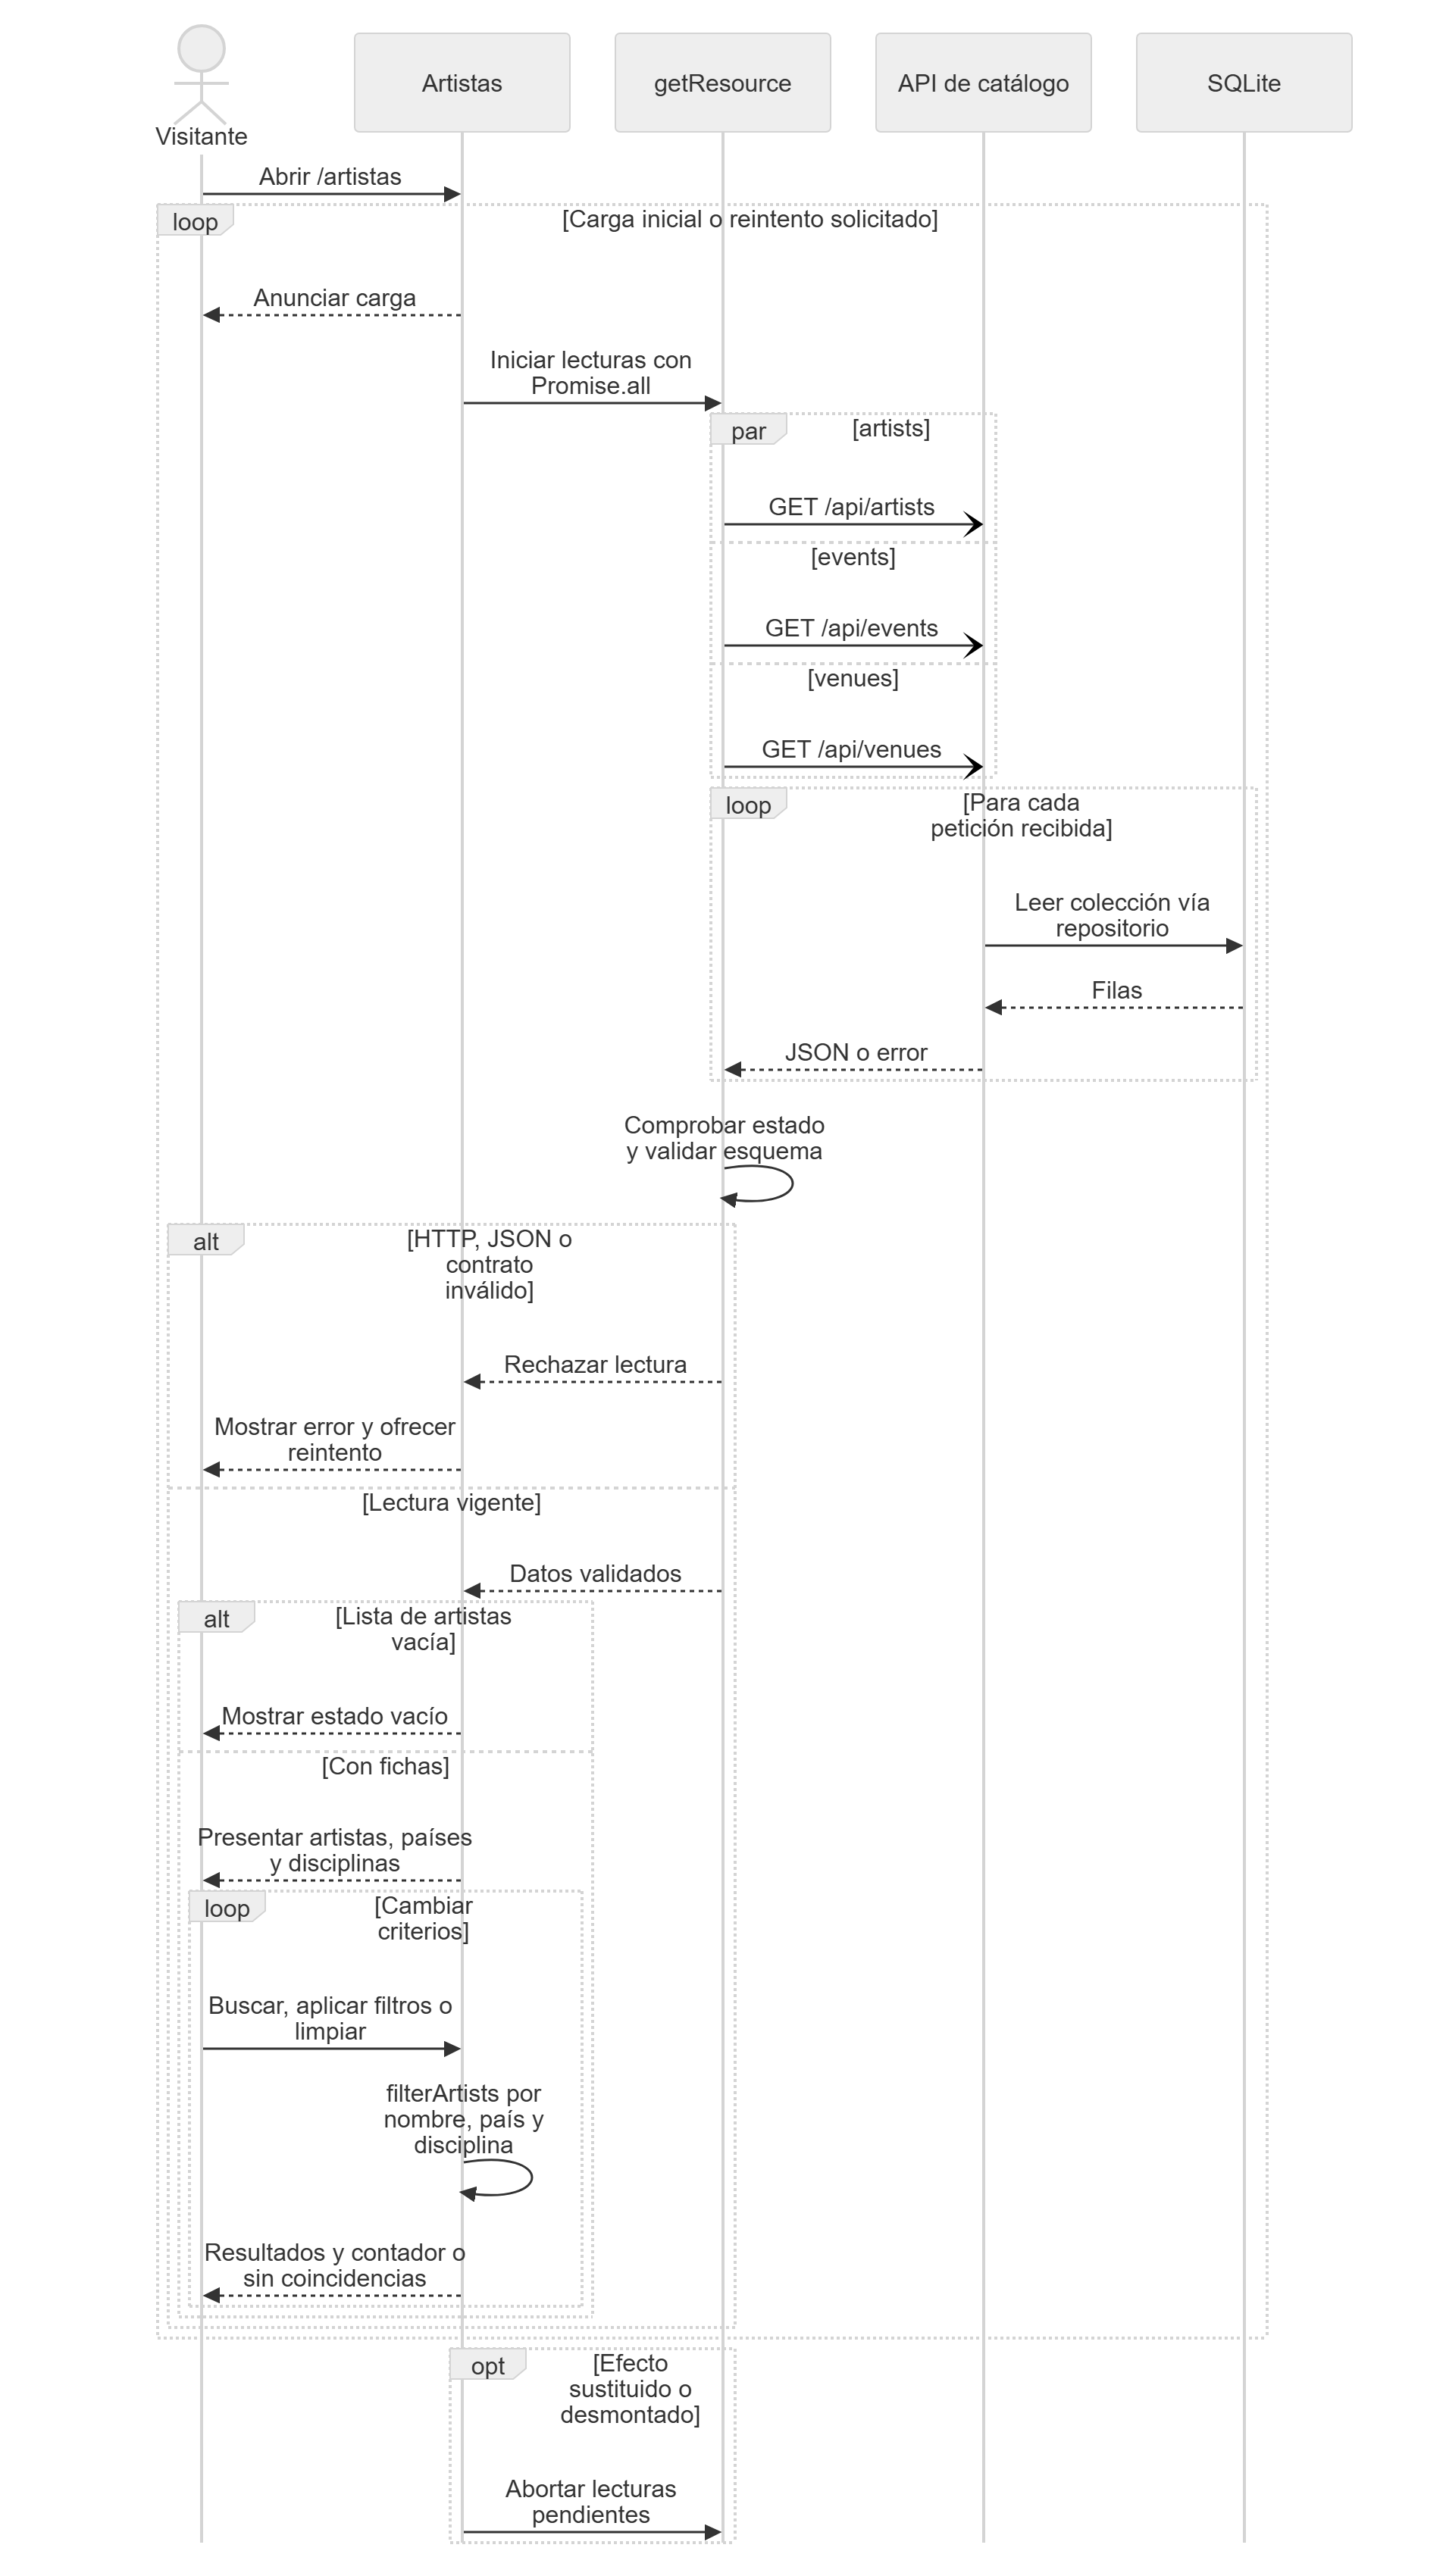 Visitante
Artistas
getResource
API de catálogo
SQLite
Abrir /artistas
loop
[Carga inicial o reintento solicitado]
Anunciar carga
Iniciar lecturas con
Promise.all
par
[artists]
GET /api/artists
[events]
GET /api/events
[venues]
GET /api/venues
loop
[Para cada
petición recibida]
Leer colección vía
repositorio
Filas
JSON o error
Comprobar estado
y validar esquema
alt
[HTTP, JSON o
contrato
inválido]
Rechazar lectura
Mostrar error y ofrecer
reintento
[Lectura vigente]
Datos validados
alt
[Lista de artistas
vacía]
Mostrar estado vacío
[Con fichas]
Presentar artistas, países
y disciplinas
loop
[Cambiar
criterios]
Buscar, aplicar filtros o
limpiar
filterArtists por
nombre, país y
disciplina
Resultados y contador o
sin coincidencias
opt
[Efecto
sustituido o
desmontado]
Abortar lecturas
pendientes